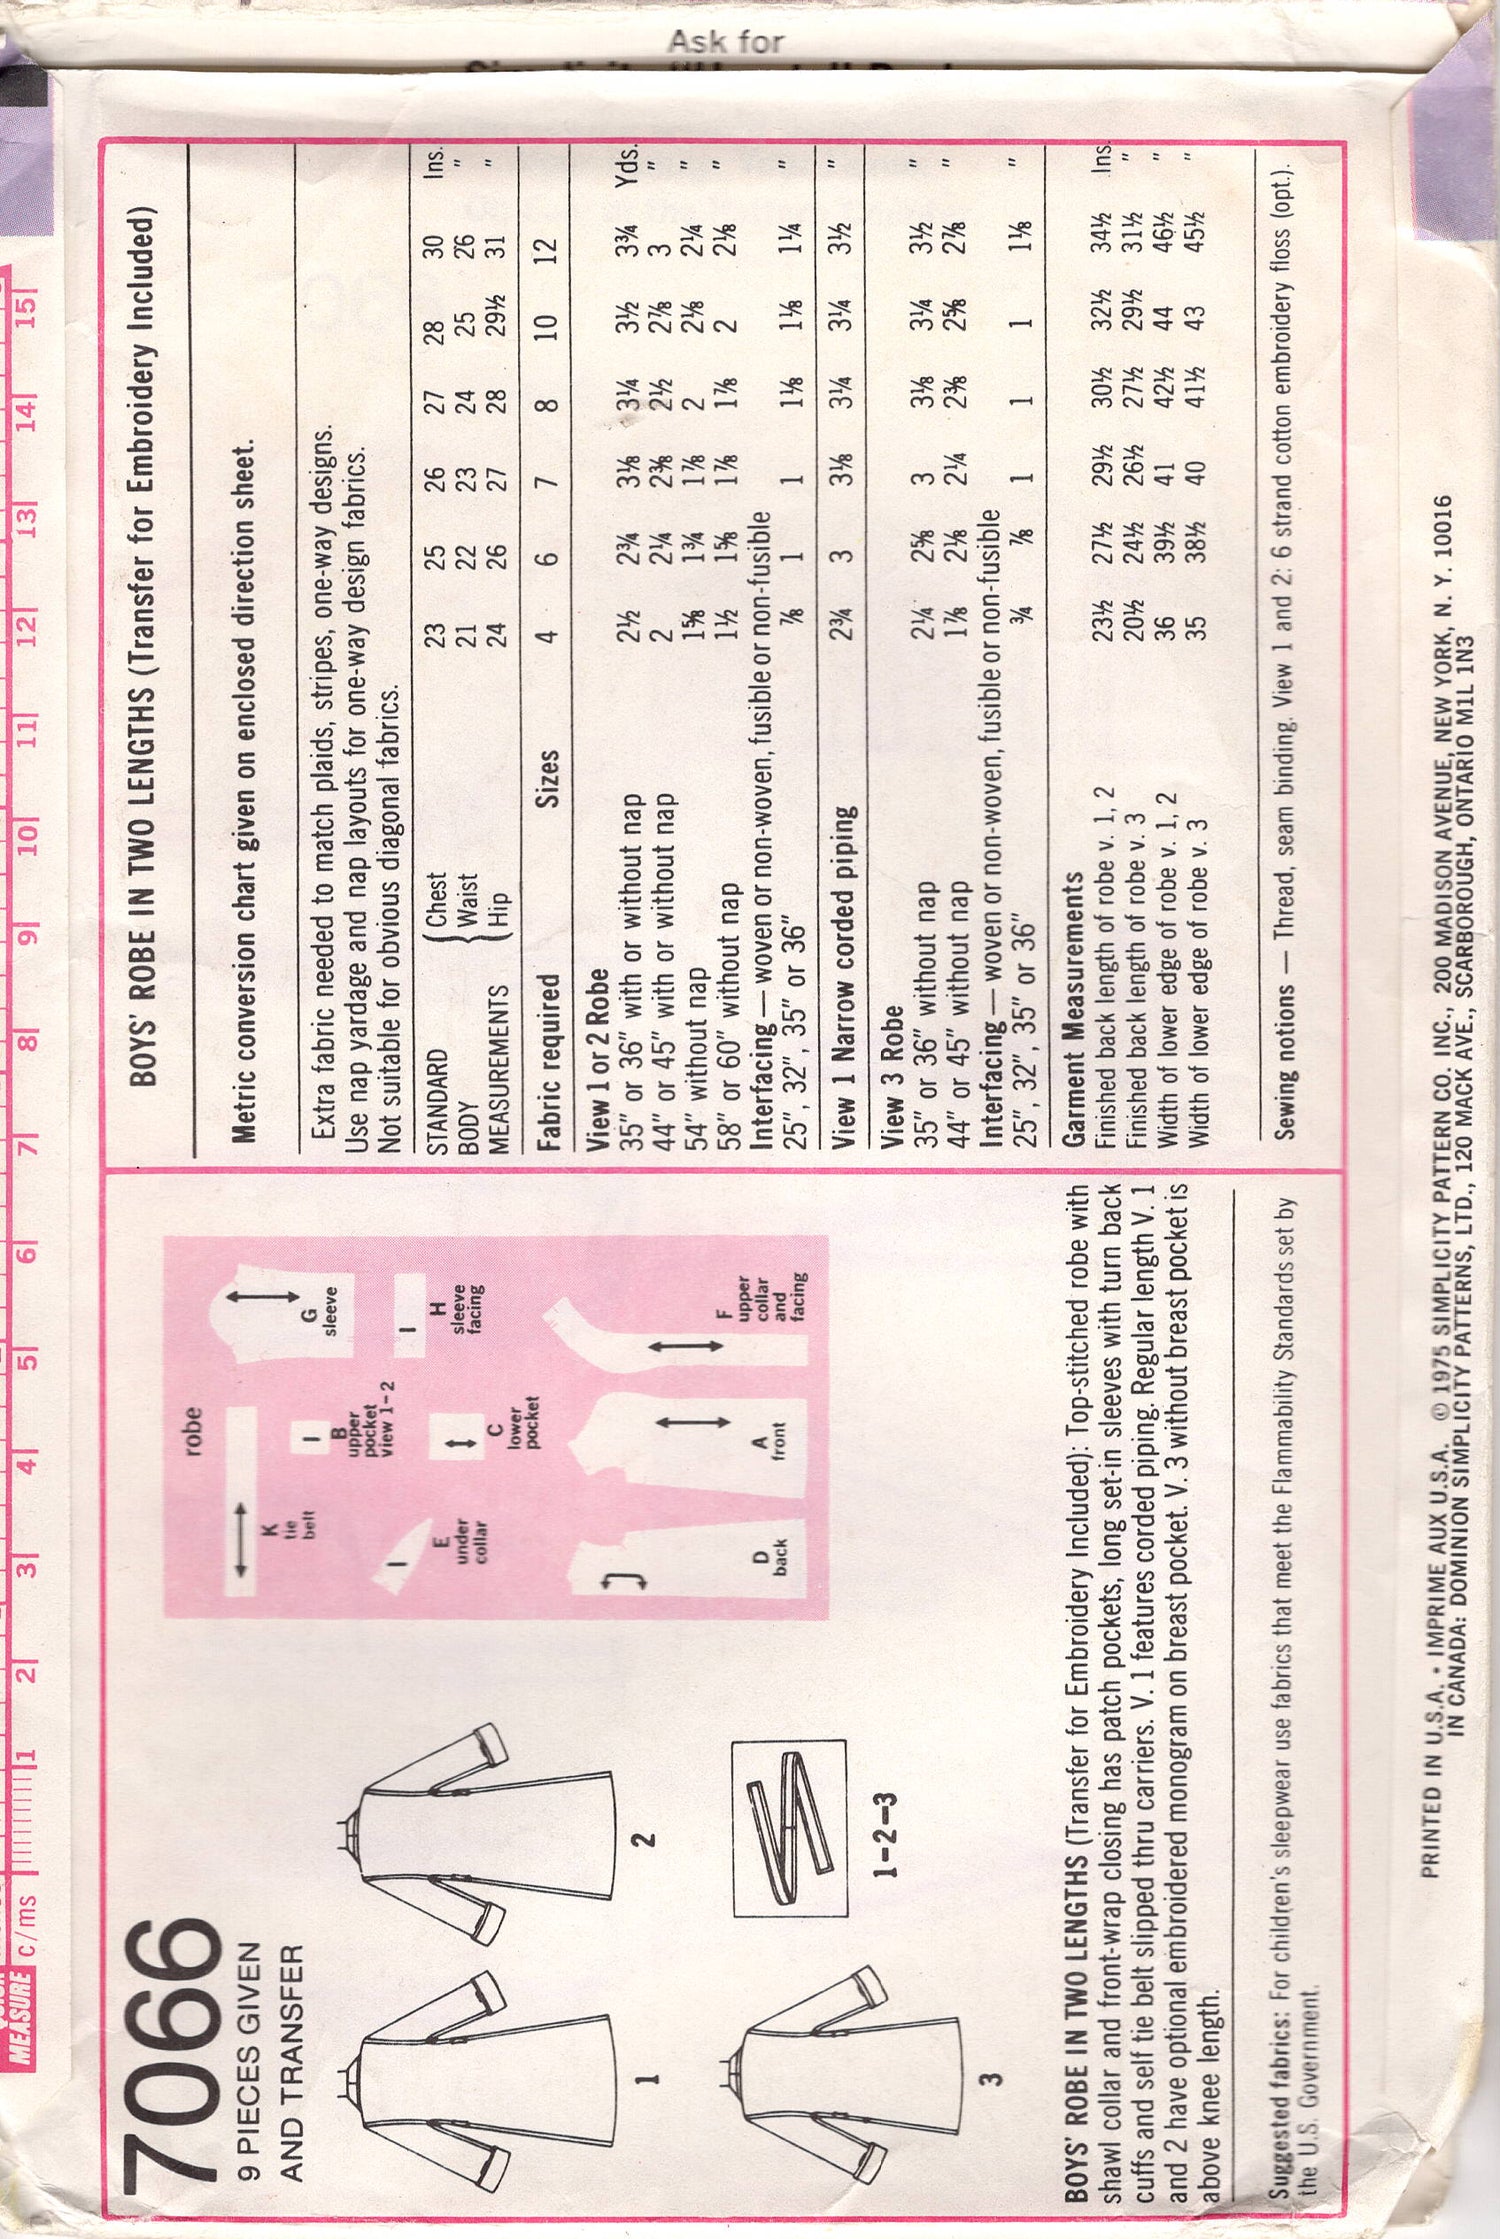 Ask for
MEASURE c/ms 1 2 3 4 5 6 7 8 9 10 11 12 13 14 15
7066
9 PIECES GIVEN
AND TRANSFER
1
2
3
1-2-3
robe
K
tie
belt
B
upper
pocket
view 1-2
G
sleeve
H
sleeve
facing
E
under
collar
C
lower
pocket
D
back
A
front
F
upper
collar
and
facing
BOYS' ROBE IN TWO LENGTHS (Transfer for Embroidery Included): Top-stitched robe with
shawl collar and front-wrap closing has patch pockets, long set-in sleeves with turn back
cuffs and self tie belt slipped thru carriers. V. 1 features corded piping. Regular length V. 1
and 2 have optional embroidered monogram on breast pocket. V. 3 without breast pocket is
above knee length.
Suggested fabrics: For children's sleepwear use fabrics that meet the Flammability Standards set by
the U.S. Government.
BOYS' ROBE IN TWO LENGTHS (Transfer for Embroidery Included)
Metric conversion chart given on enclosed direction sheet.
Extra fabric needed to match plaids, stripes, one-way designs.
Use nap yardage and nap layouts for one-way design fabrics.
Not suitable for obvious diagonal fabrics.
STANDARD { Chest 23 25 26 27 28 30 Ins.
BODY { Waist 21 22 23 24 25 26 "
MEASUREMENTS { Hip 24 26 27 28 29½ 31 "
Fabric required Sizes 4 6 7 8 10 12
View 1 or 2 Robe
35" or 36" with or without nap 2½ 2¾ 3⅛ 3¼ 3½ 3¾ Yds.
44" or 45" with or without nap 2 2¼ 2⅜ 2½ 2⅞ 3 "
54" without nap 1⅝ 1¾ 1⅞ 2 2⅛ 2¼ "
58" or 60" without nap 1½ 1⅝ 1⅞ 1⅞ 2 2⅛ "
Interfacing — woven or non-woven, fusible or non-fusible
25", 32", 35" or 36" ⅞ 1 1 1⅛ 1⅛ 1¼ "
View 1 Narrow corded piping 2¾ 3 3⅛ 3¼ 3¼ 3½ "
View 3 Robe
35" or 36" without nap 2¼ 2⅝ 3 3⅛ 3¼ 3½ "
44" or 45" without nap 1⅞ 2⅛ 2¼ 2⅜ 2⅝ 2⅞ "
Interfacing — woven or non-woven, fusible or non-fusible
25", 32", 35" or 36" ¾ ⅞ 1 1 1 1⅛ "
Garment Measurements
Finished back length of robe v. 1, 2 23½ 27½ 29½ 30½ 32½ 34½ Ins.
Finished back length of robe v. 3 20½ 24½ 26½ 27½ 29½ 31½ "
Width of lower edge of robe v. 1, 2 36 39½ 41 42½ 44 46½ "
Width of lower edge of robe v. 3 35 38½ 40 41½ 43 45½ "
Sewing notions — Thread, seam binding. View 1 and 2: 6 strand cotton embroidery floss (opt.).
PRINTED IN U.S.A. • IMPRIME AUX U.S.A. © 1975 SIMPLICITY PATTERN CO. INC., 200 MADISON AVENUE, NEW YORK, N. Y. 10016
IN CANADA: DOMINION SIMPLICITY PATTERNS, LTD., 120 MACK AVE., SCARBOROUGH, ONTARIO M1L 1N3